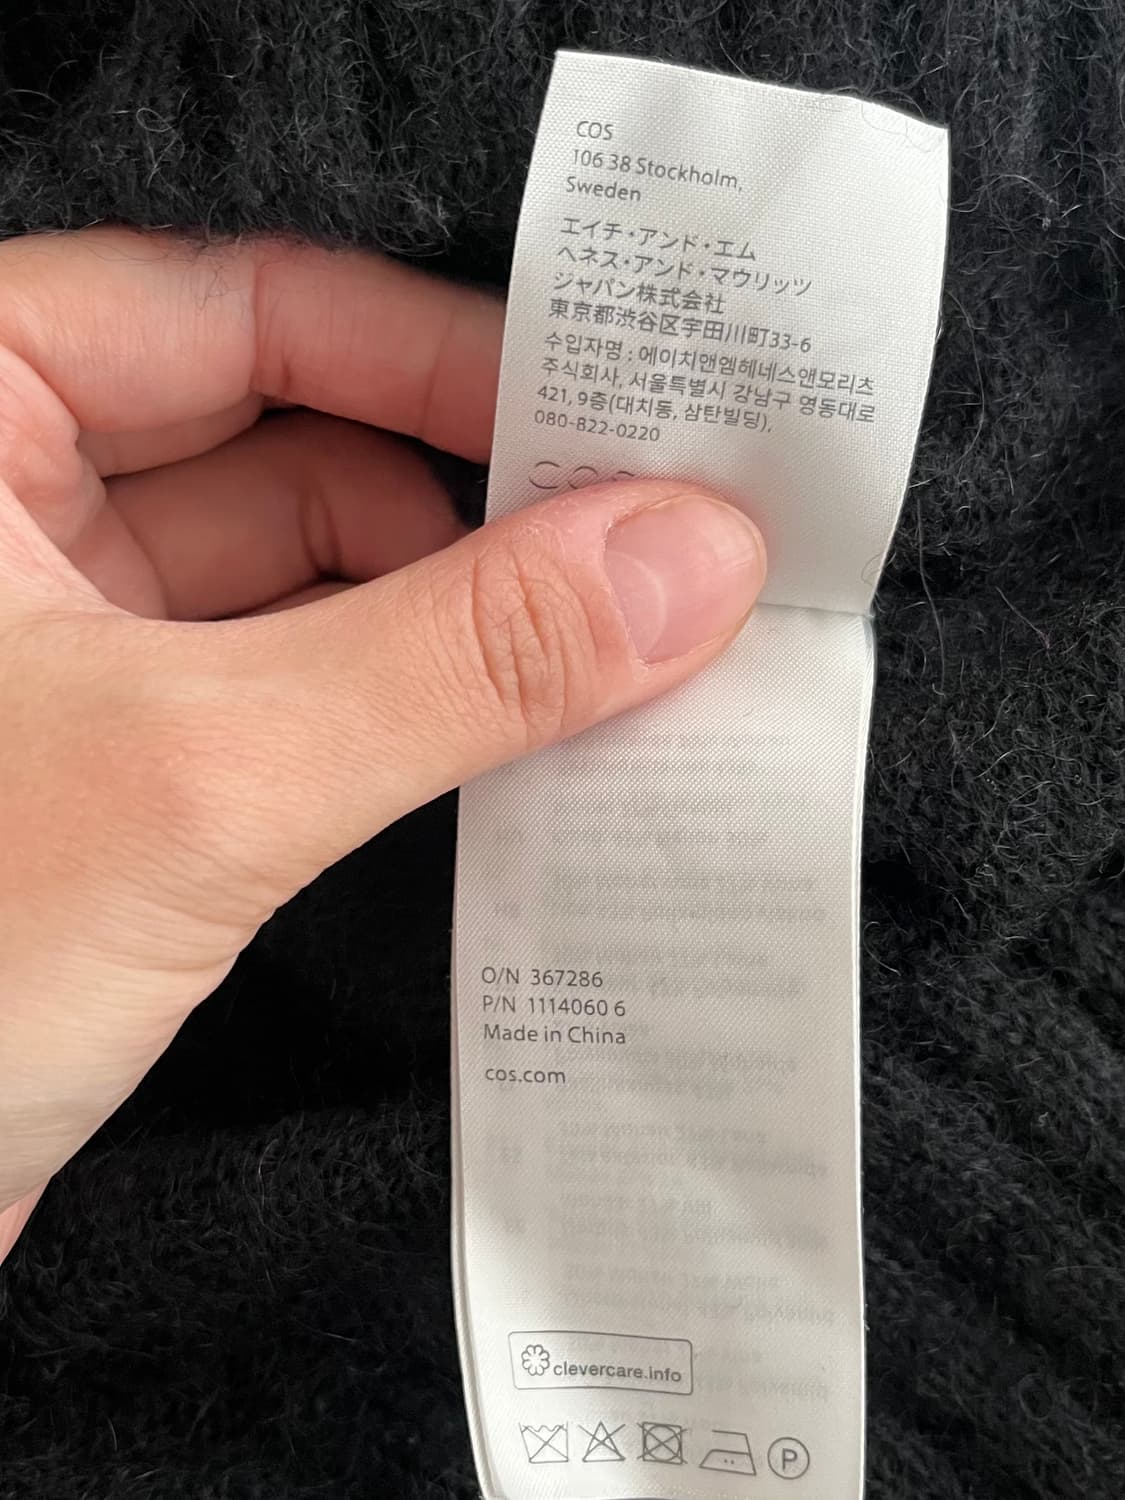 COS
106 38 Stockholm,
Sweden
エイチ・アンド・エム
ヘネス・アンド・マウリッツ
ジャパン株式会社
東京都渋谷区宇田川町33-6
수입자명 : 에이치앤엠헤네스앤모리츠
주식회사, 서울특별시 강남구 영동대로
421, 9층(대치동, 삼탄빌딩),
080-822-0220
O/N 367286
P/N 1114060 6
Made in China
cos.com
clevercare.info
P